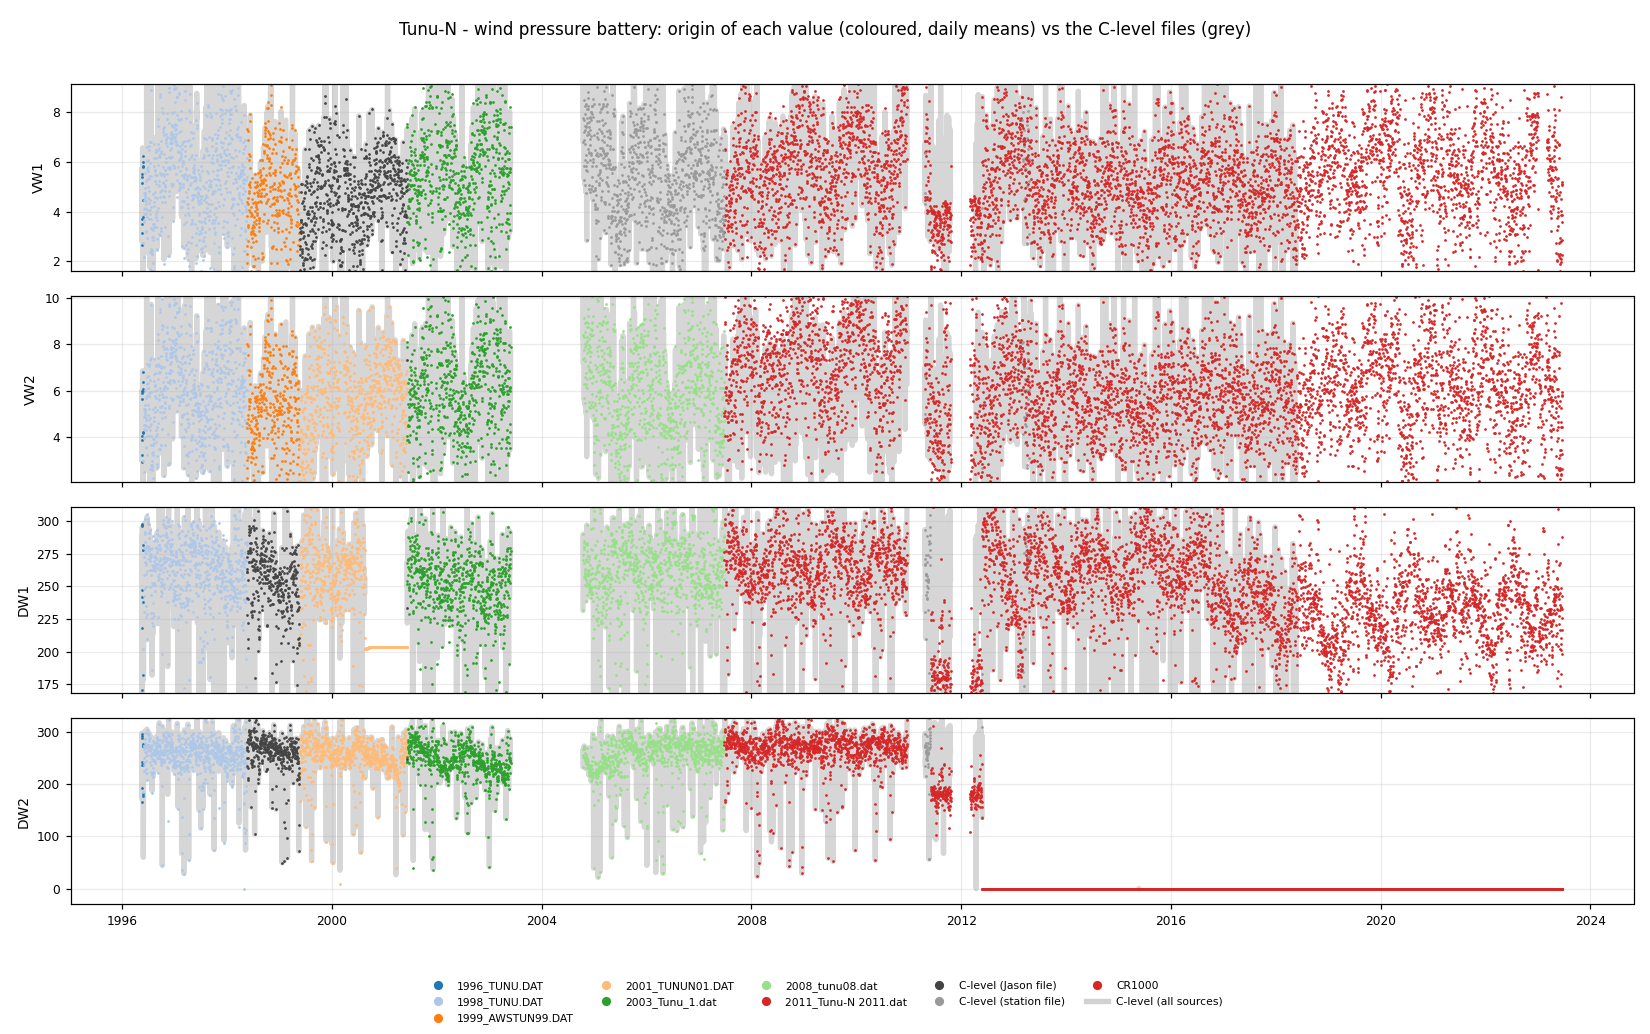 Tunu-N - wind pressure battery: origin of each value (coloured, daily means) vs the C-level files (grey)
VW1
8
6
4
2
VW2
10
8
6
4
DW1
300
275
250
225
200
175
DW2
300
200
100
0
1996 2000 2004 2008 2012 2016 2020 2024
1996_TUNU.DAT 2001_TUNUN01.DAT 2008_tunu08.dat C-level (Jason file) CR1000
1998_TUNU.DAT 2003_Tunu_1.dat 2011_Tunu-N 2011.dat C-level (station file) C-level (all sources)
1999_AWSTUN99.DAT